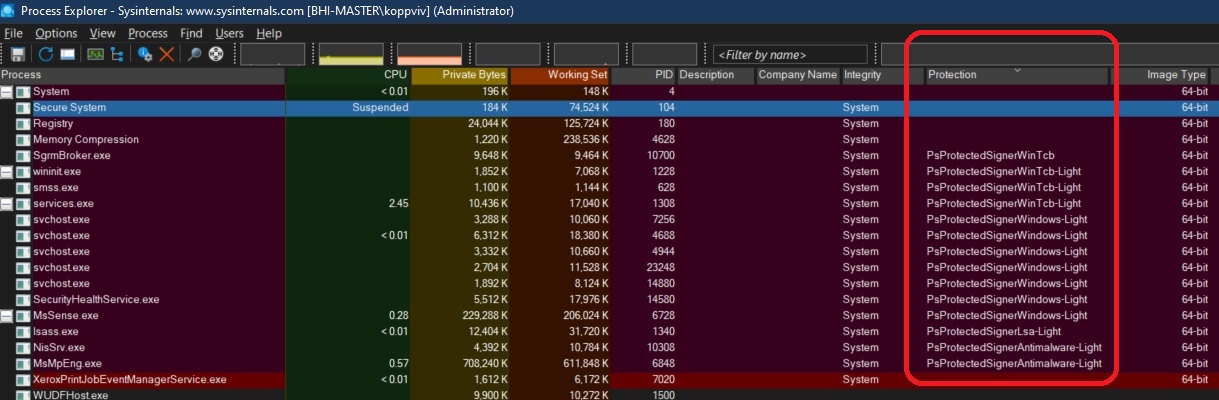 Process Explorer - Sysinternals: www.sysinternals.com [BHI-MASTER\koppviv] (Administrator)
File Options View Process Find Users Help
<Filter by name>
Process CPU Private Bytes Working Set PID Description Company Name Integrity Protection Image Type
System < 0.01 196 K 148 K 4 64-bit
Secure System Suspended 184 K 74,524 K 104 System 64-bit
Registry 24,044 K 125,724 K 180 System 64-bit
Memory Compression 1,220 K 238,536 K 4628 System 64-bit
SgrmBroker.exe 9,648 K 9,464 K 10700 System PsProtectedSignerWinTcb 64-bit
wininit.exe 1,852 K 7,068 K 1228 System PsProtectedSignerWinTcb-Light 64-bit
smss.exe 1,100 K 1,144 K 628 System PsProtectedSignerWinTcb-Light 64-bit
services.exe 2.45 10,436 K 17,040 K 1308 System PsProtectedSignerWinTcb-Light 64-bit
svchost.exe 3,288 K 10,060 K 7256 System PsProtectedSignerWindows-Light 64-bit
svchost.exe < 0.01 6,312 K 18,380 K 4688 System PsProtectedSignerWindows-Light 64-bit
svchost.exe 3,332 K 10,660 K 4944 System PsProtectedSignerWindows-Light 64-bit
svchost.exe 2,704 K 11,528 K 23248 System PsProtectedSignerWindows-Light 64-bit
svchost.exe 1,892 K 8,124 K 14880 System PsProtectedSignerWindows-Light 64-bit
SecurityHealthService.exe 5,512 K 17,976 K 14580 System PsProtectedSignerWindows-Light 64-bit
MsSense.exe 0.28 229,288 K 206,024 K 6728 System PsProtectedSignerWindows-Light 64-bit
lsass.exe < 0.01 12,404 K 31,720 K 1340 System PsProtectedSignerLsa-Light 64-bit
NisSrv.exe 4,392 K 10,784 K 10308 System PsProtectedSignerAntimalware-Light 64-bit
MsMpEng.exe 0.57 708,240 K 611,848 K 6848 System PsProtectedSignerAntimalware-Light 64-bit
XeroxPrintJobEventManagerService.exe < 0.01 1,612 K 6,172 K 7020 System 64-bit
WUDFHost.exe 9,900 K 10,272 K 1500 System 64-bit